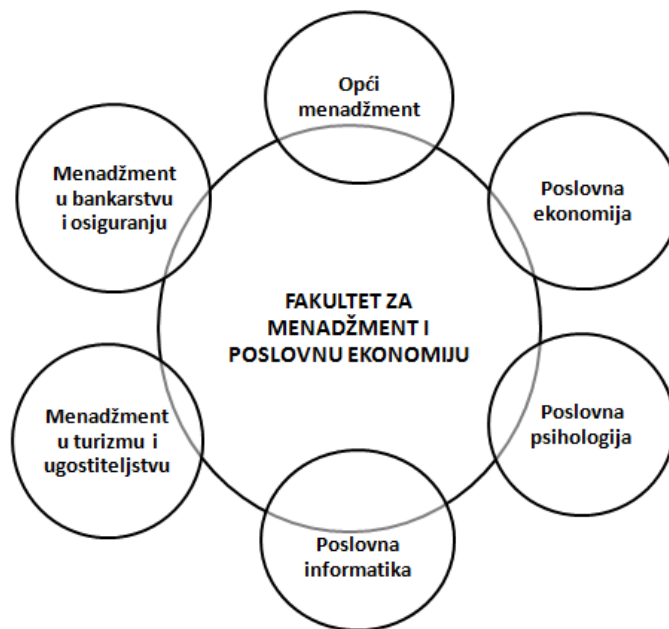 Opći
menadžment
Menadžment
u bankarstvu
i osiguranju
Poslovna
ekonomija
FAKULTET ZA
MENADŽMENT I
POSLOVNU EKONOMIJU
Menadžment
u turizmu i
ugostiteljstvu
Poslovna
psihologija
Poslovna
informatika